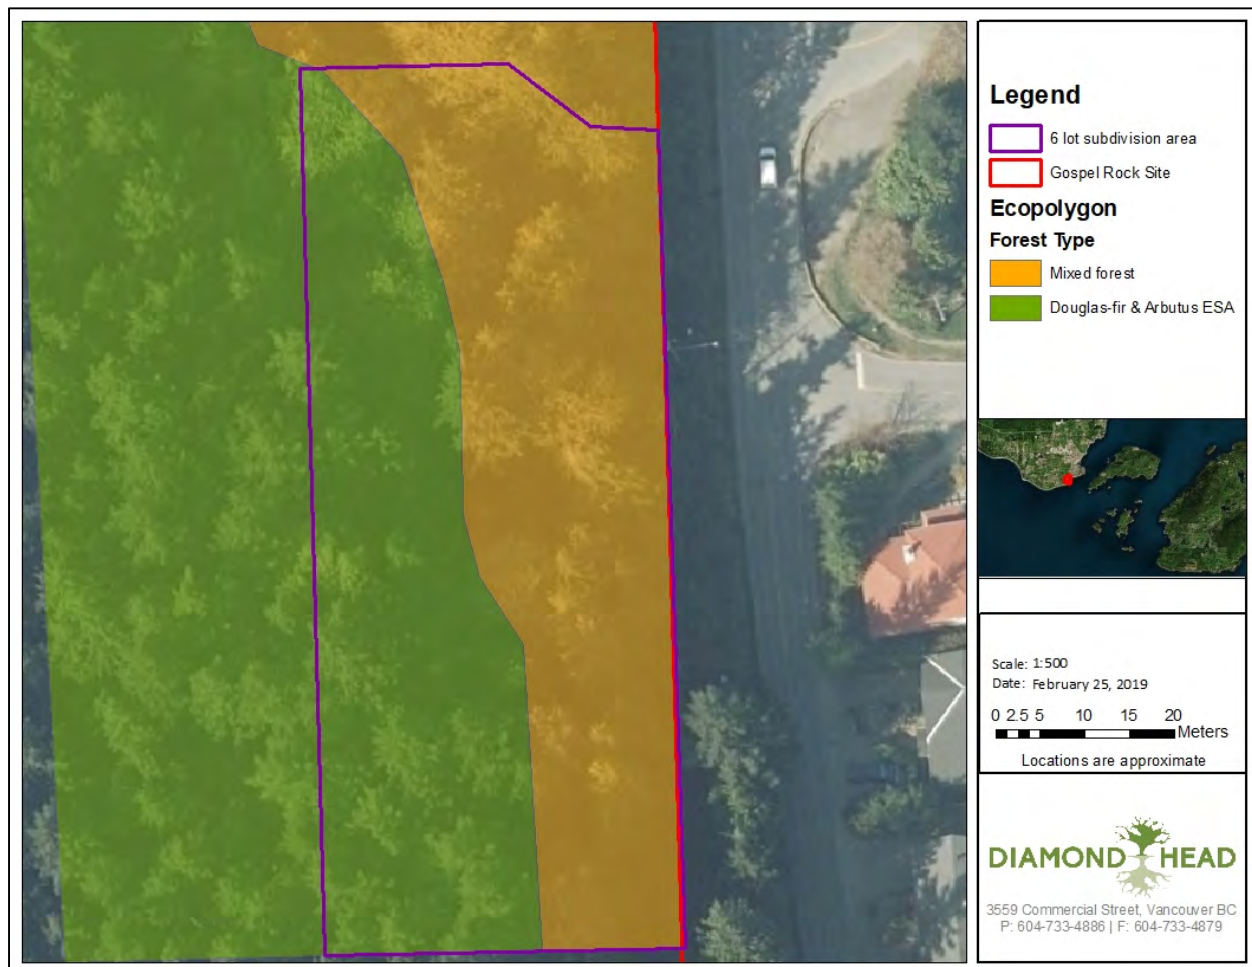 Legend
6 lot subdivision area
Gospel Rock Site
Ecopolygon
Forest Type
Mixed forest
Douglas-fir & Arbutus ESA
Scale: 1:500
Date: February 25, 2019
0 2.5 5 10 15 20
Meters
Locations are approximate
DIAMOND HEAD
3559 Commercial Street, Vancouver BC
P: 604-733-4886 | F: 604-733-4879